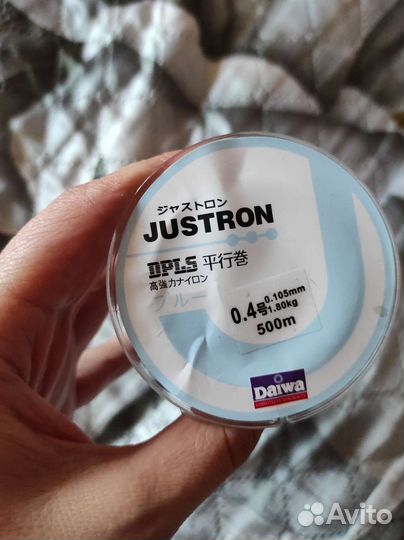 ジャストロン
JUSTRON
DPLS 平行巻
高強力ナイロン
ブルー
0.4号 0.105mm 1.80kg
500m
Daiwa
Avito